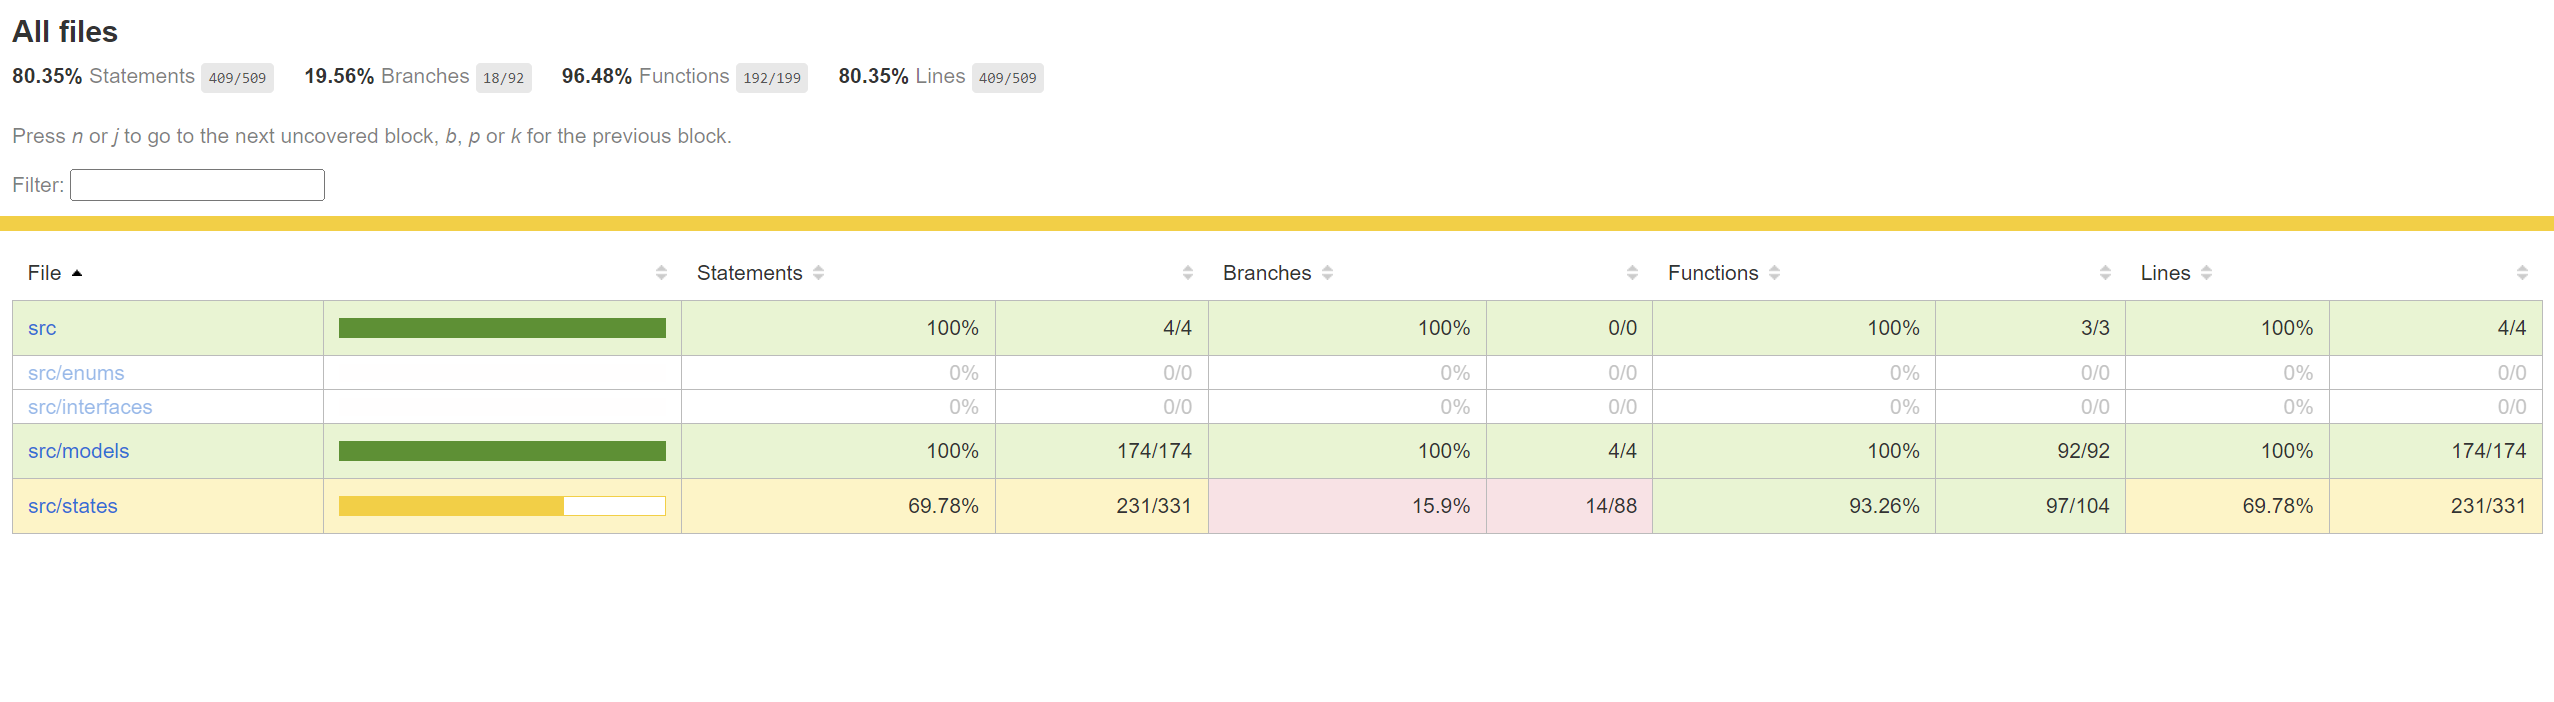 All files
80.35% Statements 409/509 19.56% Branches 18/92 96.48% Functions 192/199 80.35% Lines 409/509
Press n or j to go to the next uncovered block, b, p or k for the previous block.
Filter:
File Statements Branches Functions Lines
src 100% 4/4 100% 0/0 100% 3/3 100% 4/4
src/enums 0% 0/0 0% 0/0 0% 0/0 0% 0/0
src/interfaces 0% 0/0 0% 0/0 0% 0/0 0% 0/0
src/models 100% 174/174 100% 4/4 100% 92/92 100% 174/174
src/states 69.78% 231/331 15.9% 14/88 93.26% 97/104 69.78% 231/331